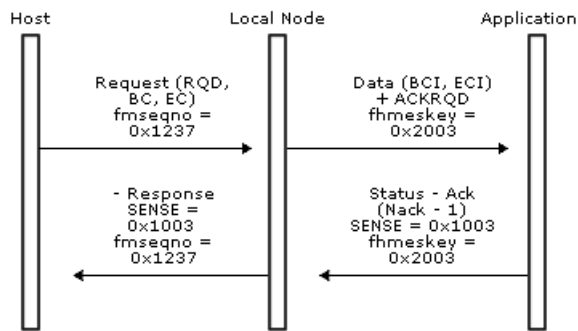 Host
Local Node
Application
Request (RQD,
BC, EC)
fmseqno =
0x1237
Data (BCI, ECI)
+ ACKRQD
fhmeskey =
0x2003
- Response
SENSE =
0x1003
fmseqno =
0x1237
Status - Ack
(Nack - 1)
SENSE = 0x1003
fhmeskey =
0x2003